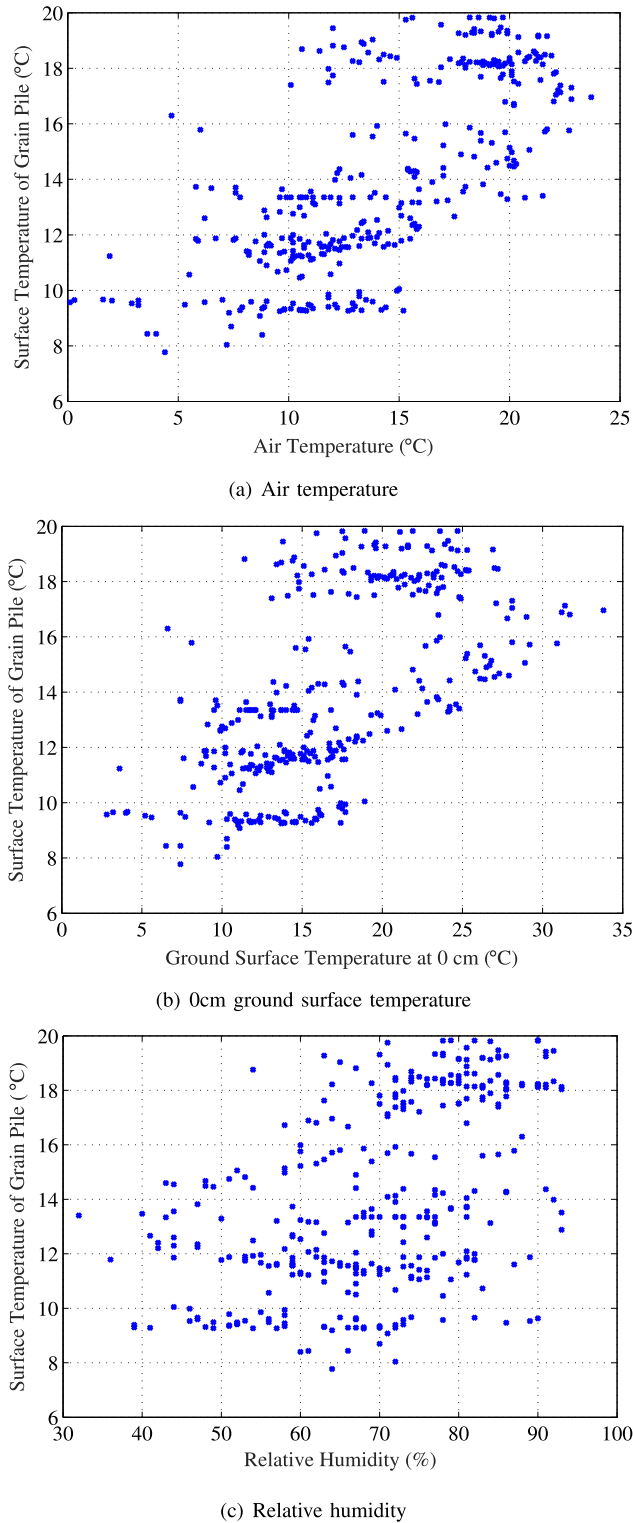 20
18
16
14
12
10
8
6
Surface Temperature of Grain Pile (°C)
0 5 10 15 20 25
Air Temperature (°C)
(a) Air temperature
20
18
16
14
12
10
8
6
Surface Temperature of Grain Pile (°C)
0 5 10 15 20 25 30 35
Ground Surface Temperature at 0 cm (°C)
(b) 0cm ground surface temperature
20
18
16
14
12
10
8
6
Surface Temperature of Grain Pile ( °C)
30 40 50 60 70 80 90 100
Relative Humidity (%)
(c) Relative humidity